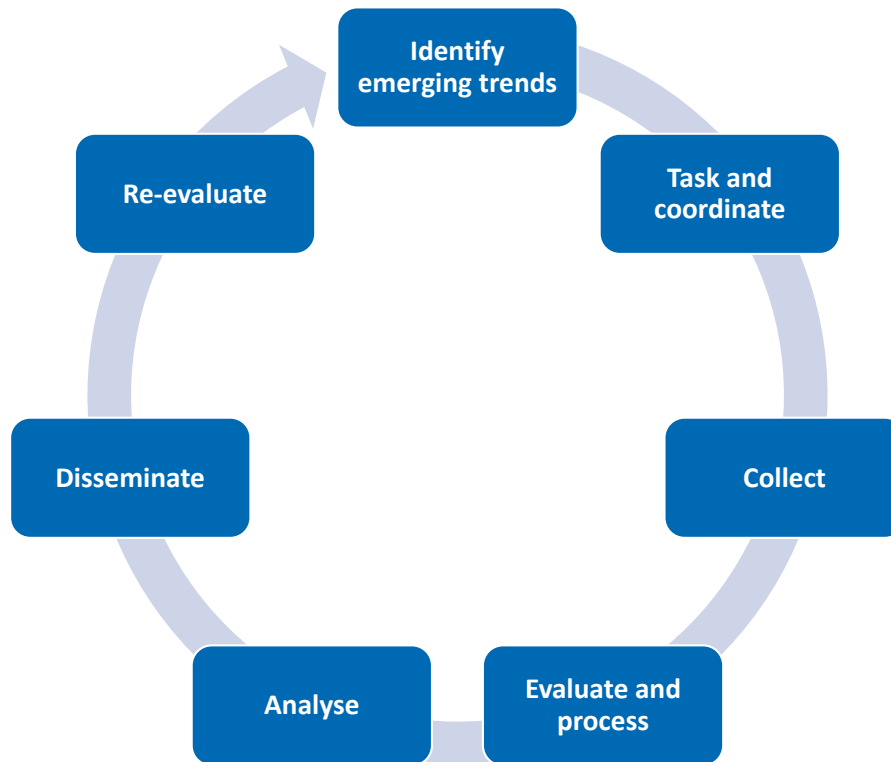 Identify
emerging trends
Task and
coordinate
Collect
Evaluate and
process
Analyse
Disseminate
Re-evaluate